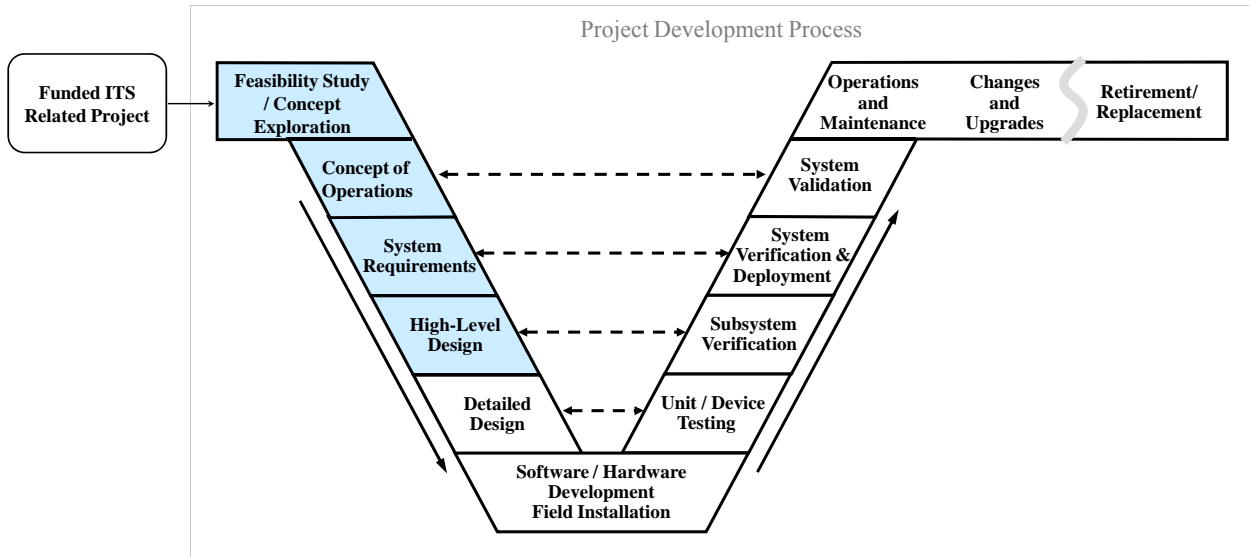 Project Development Process
Funded ITS
Related Project
Feasibility Study
/ Concept
Exploration
Concept of
Operations
System
Requirements
High-Level
Design
Detailed
Design
Software / Hardware
Development
Field Installation
Unit / Device
Testing
Subsystem
Verification
System
Verification &
Deployment
System
Validation
Operations
and
Maintenance
Changes
and
Upgrades
Retirement/
Replacement